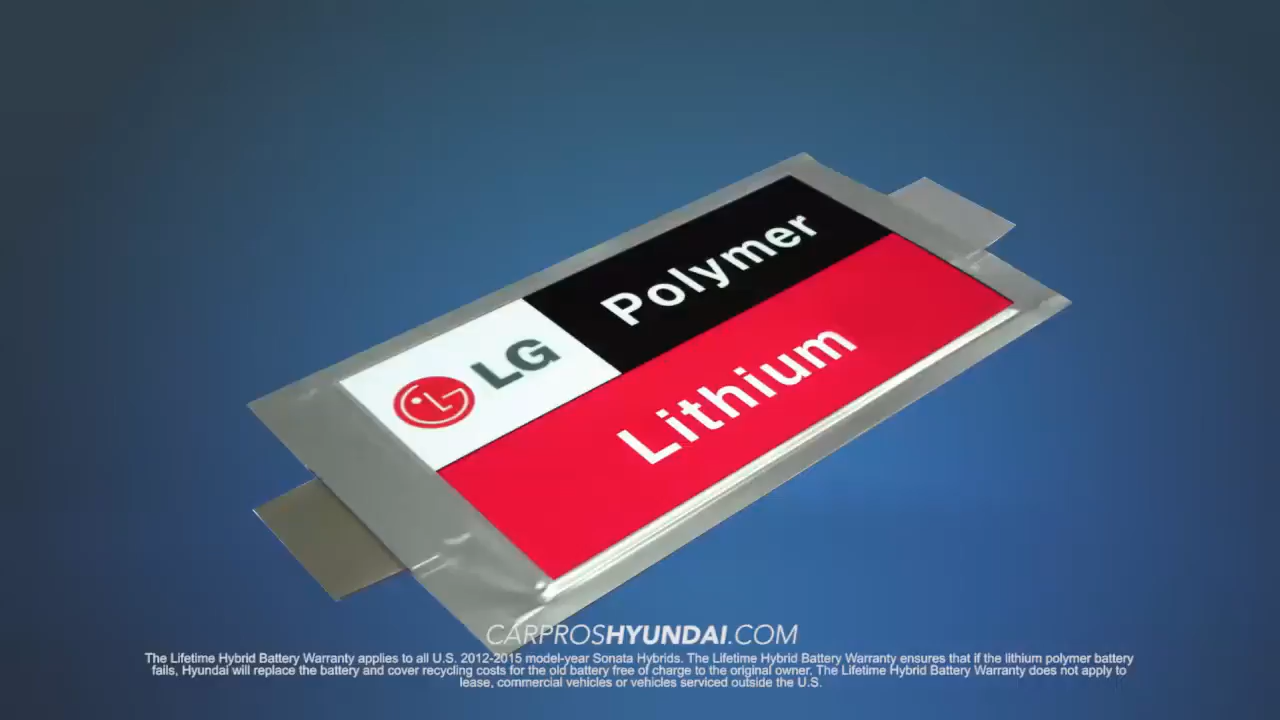 Polymer
LG
Lithium
CARPROSHYUNDAI.COM
The Lifetime Hybrid Battery Warranty applies to all U.S. 2012-2015 model-year Sonata Hybrids. The Lifetime Hybrid Battery Warranty ensures that if the lithium polymer battery
fails, Hyundai will replace the battery and cover recycling costs for the old battery free of charge to the original owner. The Lifetime Hybrid Battery Warranty does not apply to
lease, commercial vehicles or vehicles serviced outside the U.S.